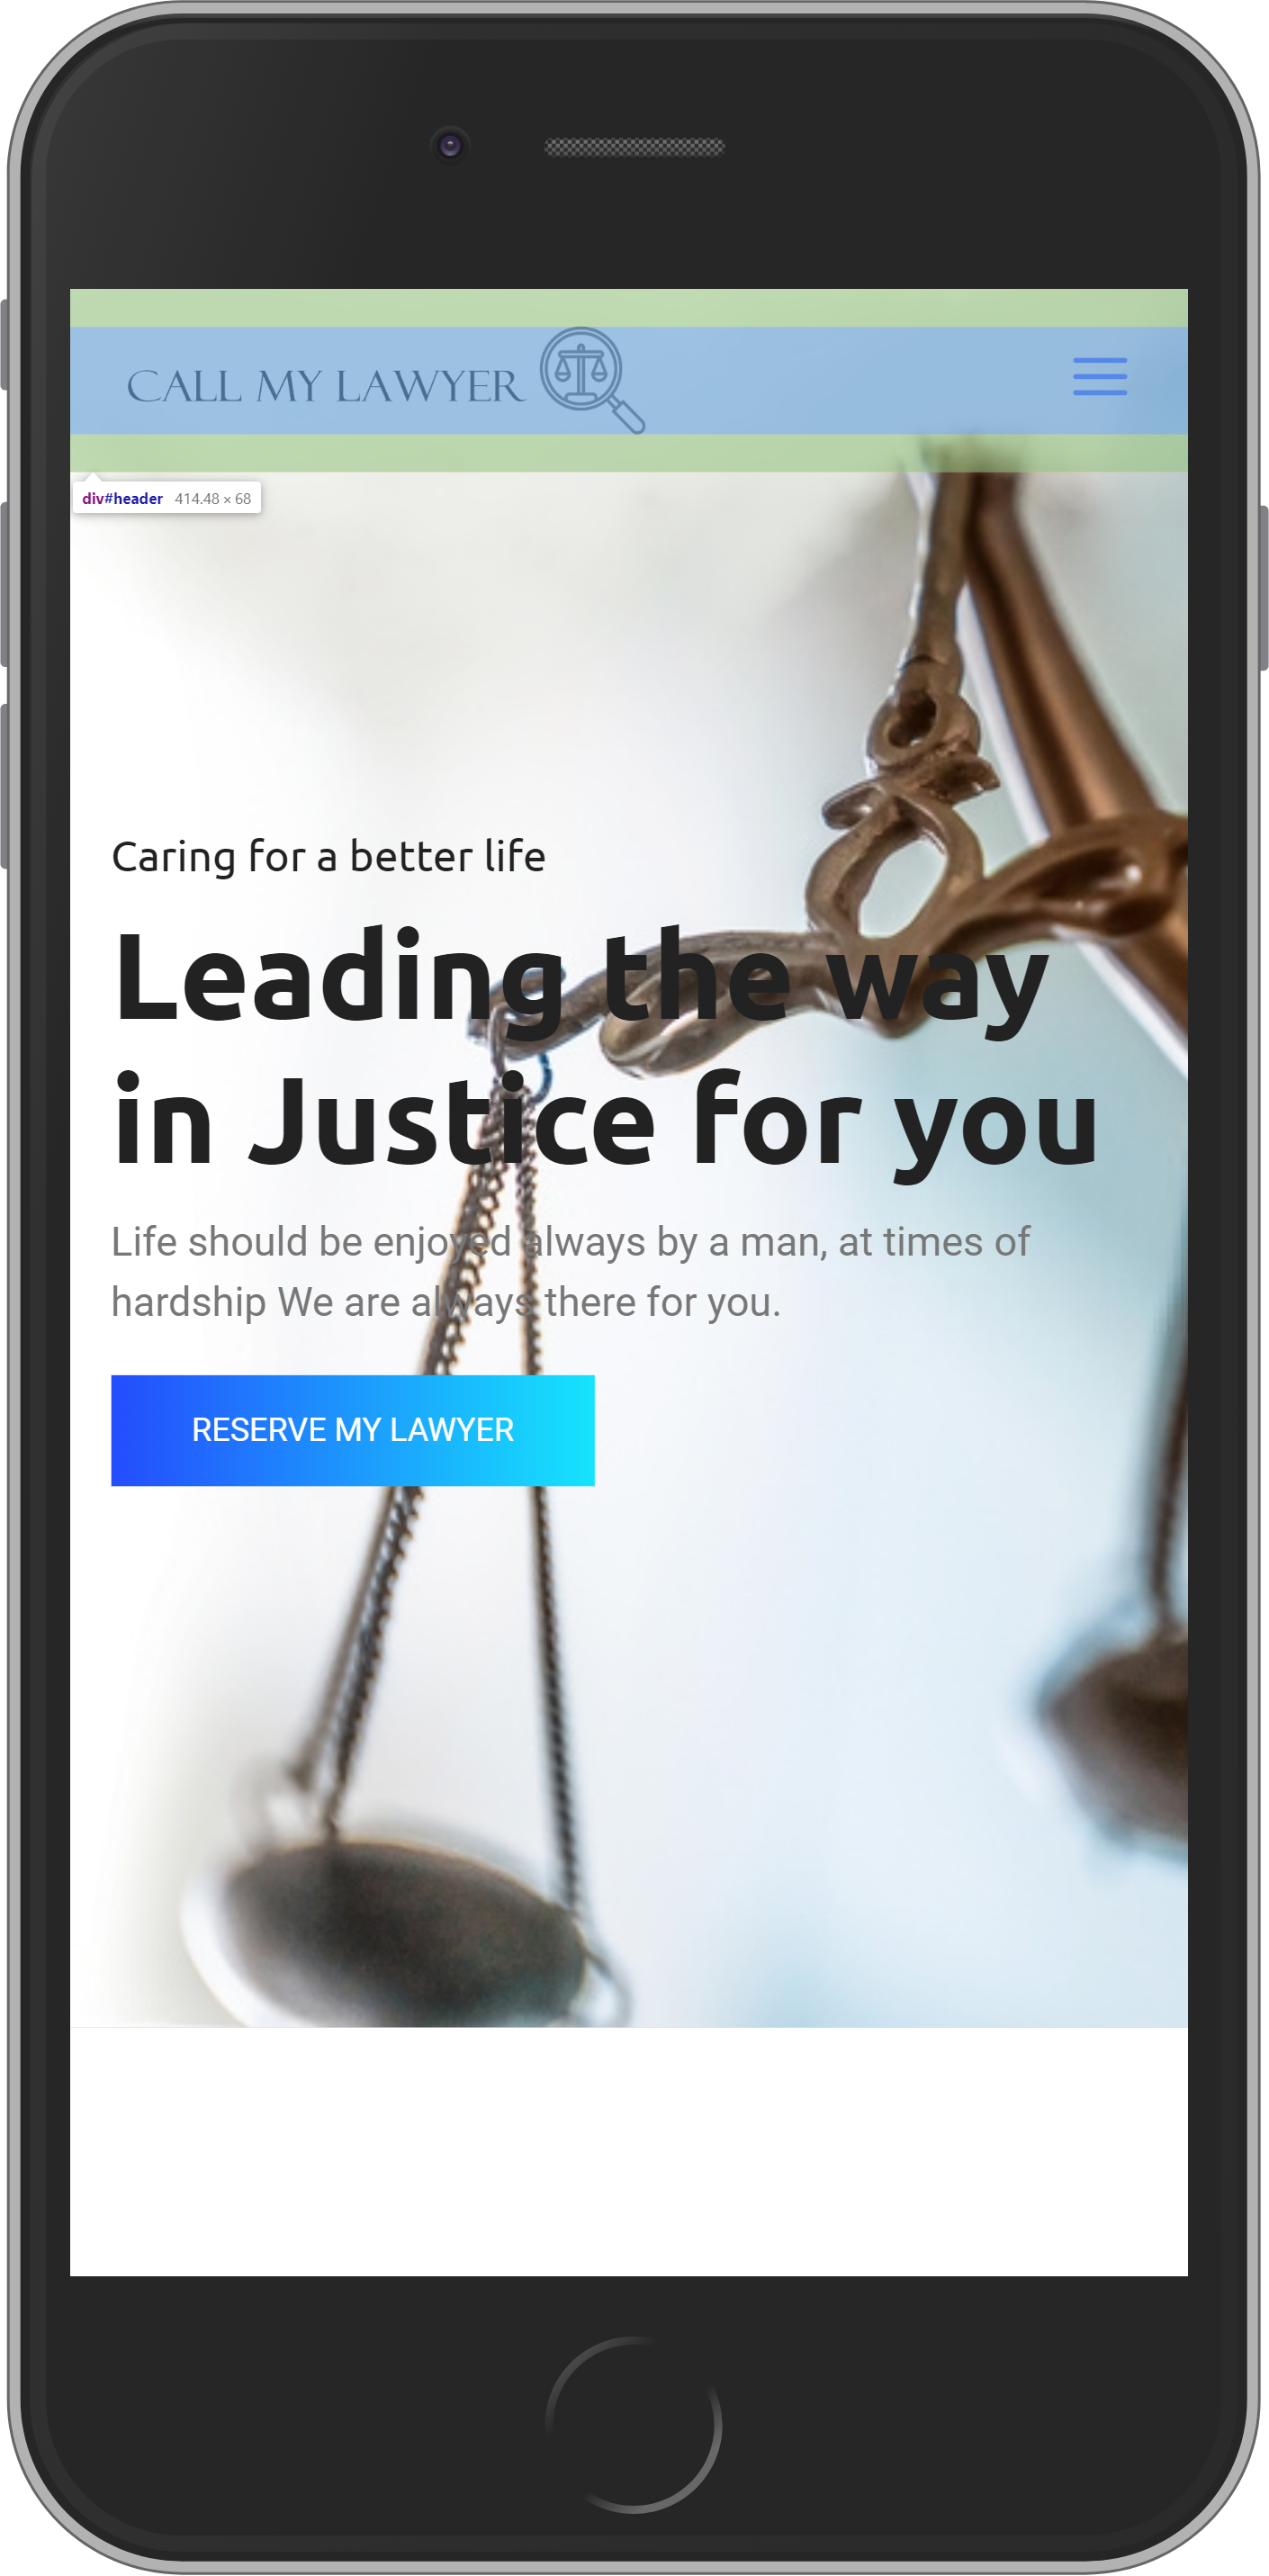 CALL MY LAWYER
div#header 414.48 × 68
Caring for a better life
Leading the way
in Justice for you
Life should be enjoyed always by a man, at times of
hardship We are always there for you.
RESERVE MY LAWYER